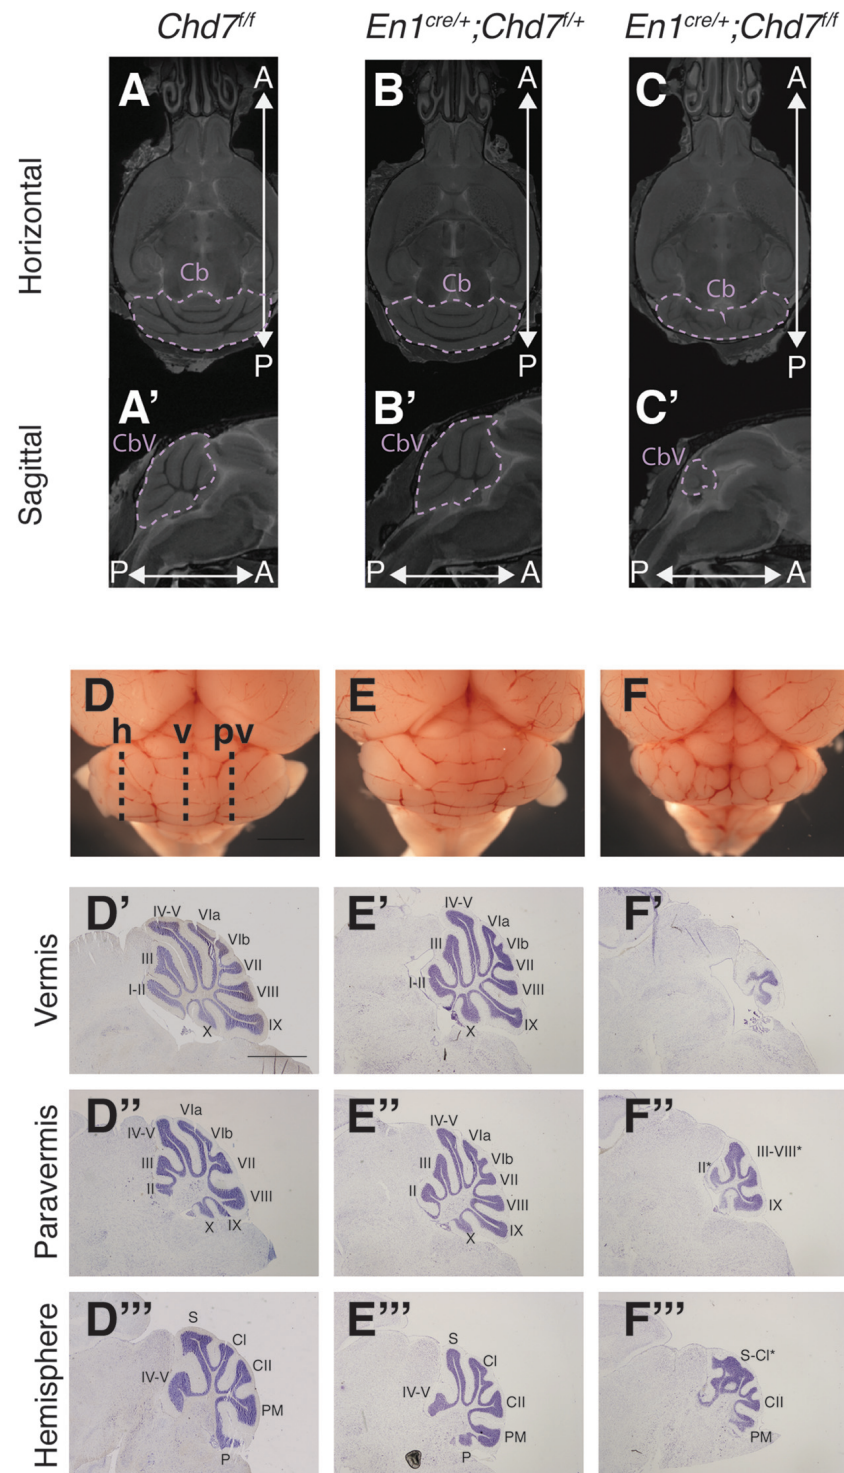 Chd7f/f En1cre/+;Chd7f/+ En1cre/+;Chd7f/f
Horizontal
A A B A C A
Cb Cb Cb
P P P
Sagittal
A’ B’ C’
CbV CbV CbV
P A P A P A
D E F
h v pv
Vermis
D’ E’ F’
IV-V VIa VIb III VII I-II VIII X IX
IV-V VIa VIb III VII I-II VIII X IX
Paravermis
D’’ E’’ F’’
VIa IV-V VIb III VII II VIII X IX
IV-V VIa VIb III VII II VIII X IX
III-VIII* II* IX
Hemisphere
D’’’ E’’’ F’’’
S CI CII IV-V PM P
S CI CII IV-V PM P
S-CI* CII PM